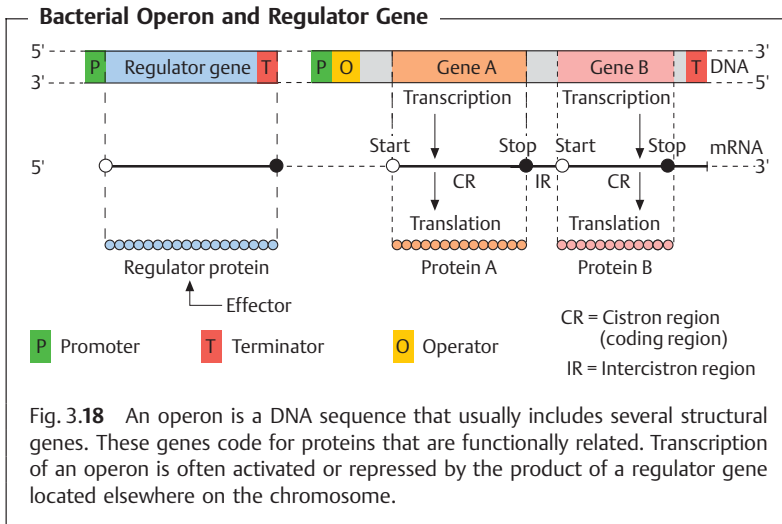 Bacterial Operon and Regulator Gene
5' 3'
P Regulator gene T P O Gene A Gene B T DNA
3' 5'
Transcription Transcription
Start Stop Start Stop mRNA
5' 3'
CR IR CR
Translation Translation
Regulator protein Protein A Protein B
Effector
P Promoter T Terminator O Operator
CR = Cistron region
(coding region)
IR = Intercistron region
Fig. 3.18 An operon is a DNA sequence that usually includes several structural
genes. These genes code for proteins that are functionally related. Transcription
of an operon is often activated or repressed by the product of a regulator gene
located elsewhere on the chromosome.